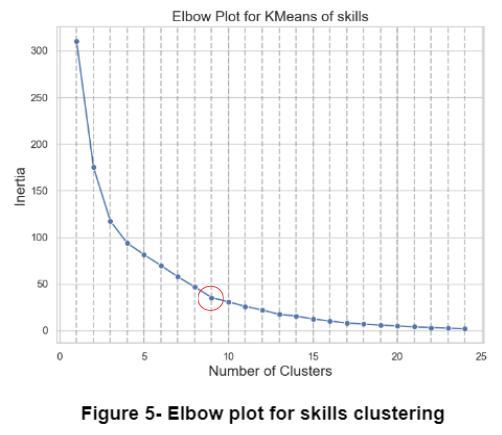 Elbow Plot for KMeans of skills
300
250
200
150
100
50
0
Inertia
0 5 10 15 20 25
Number of Clusters
Figure 5- Elbow plot for skills clustering